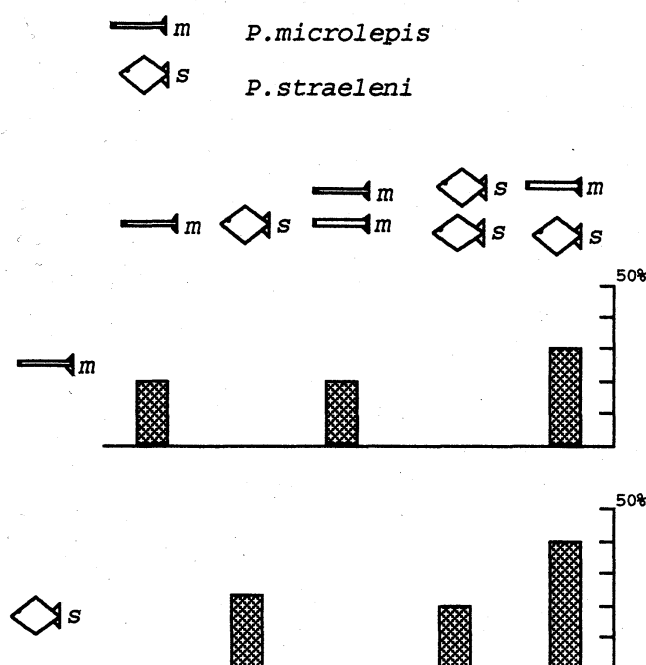 m P.microlepis
s P.straeleni
m s m
m s m s s
50%
m
50%
s